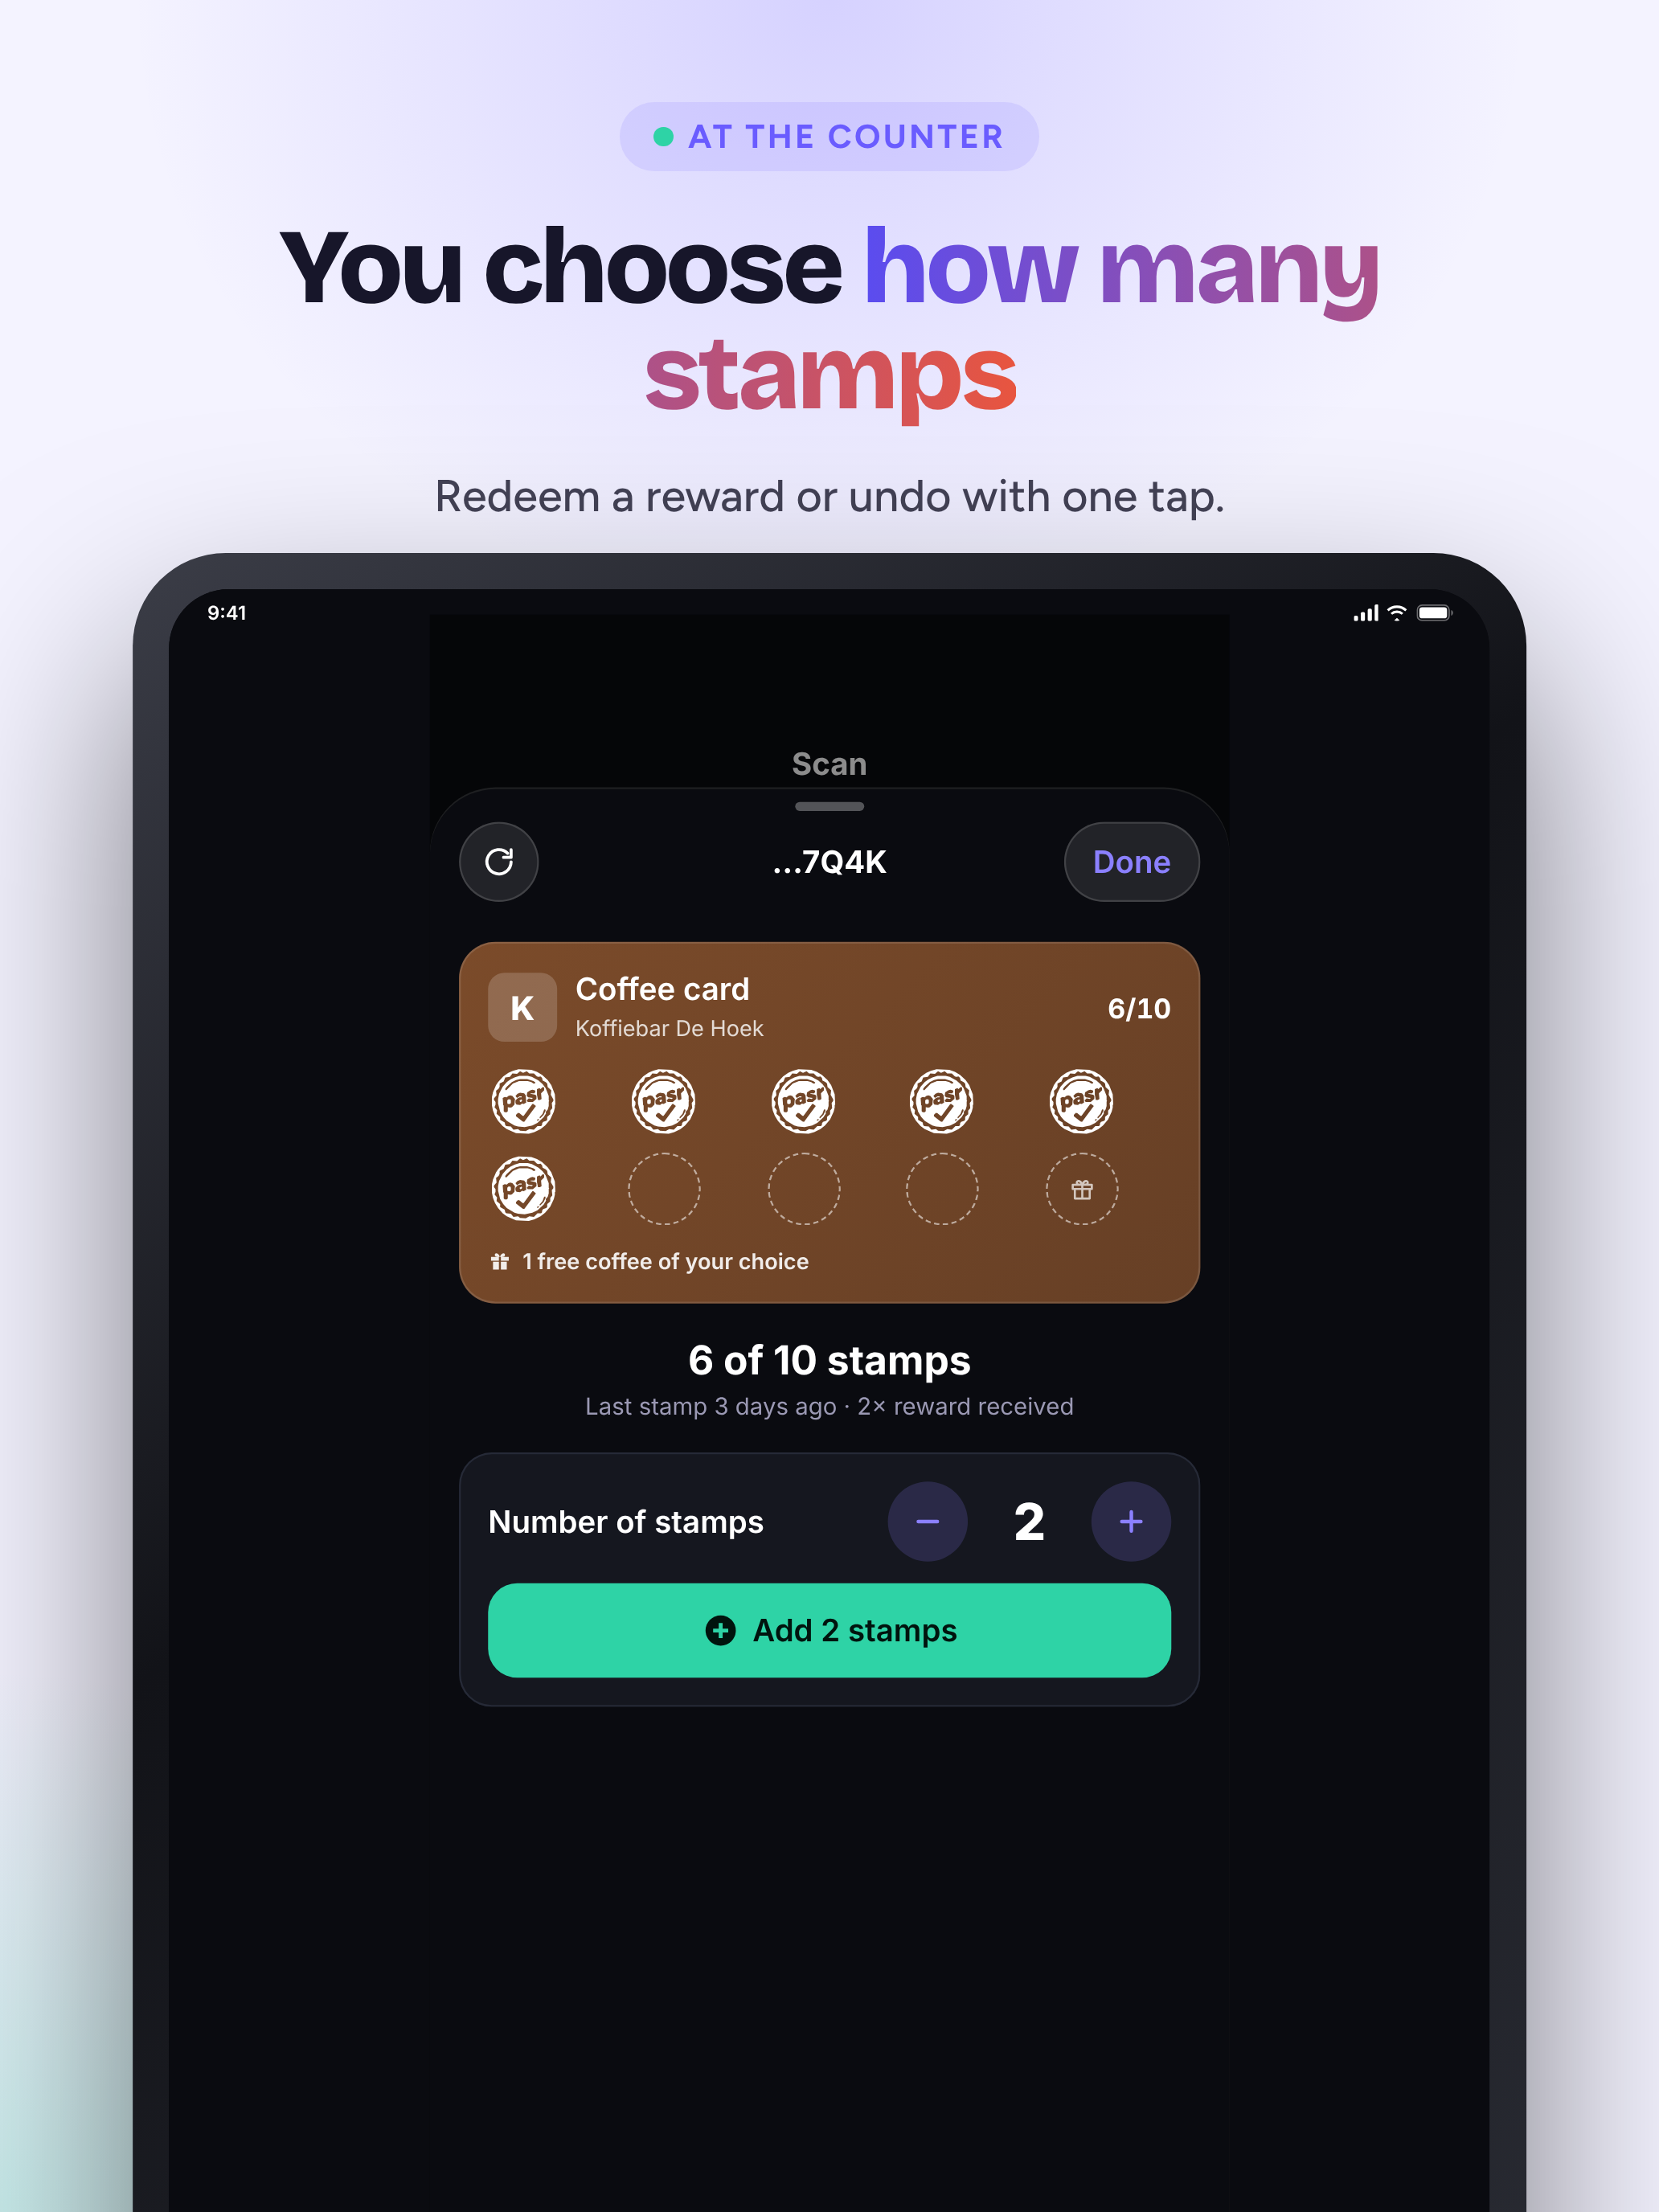 AT THE COUNTER
You choose how many
stamps
Redeem a reward or undo with one tap.
9:41
Scan
...7Q4K
Done
K
Coffee card
Koffiebar De Hoek
6/10
pasr
pasr
pasr
pasr
pasr
pasr
1 free coffee of your choice
6 of 10 stamps
Last stamp 3 days ago · 2× reward received
Number of stamps
2
Add 2 stamps